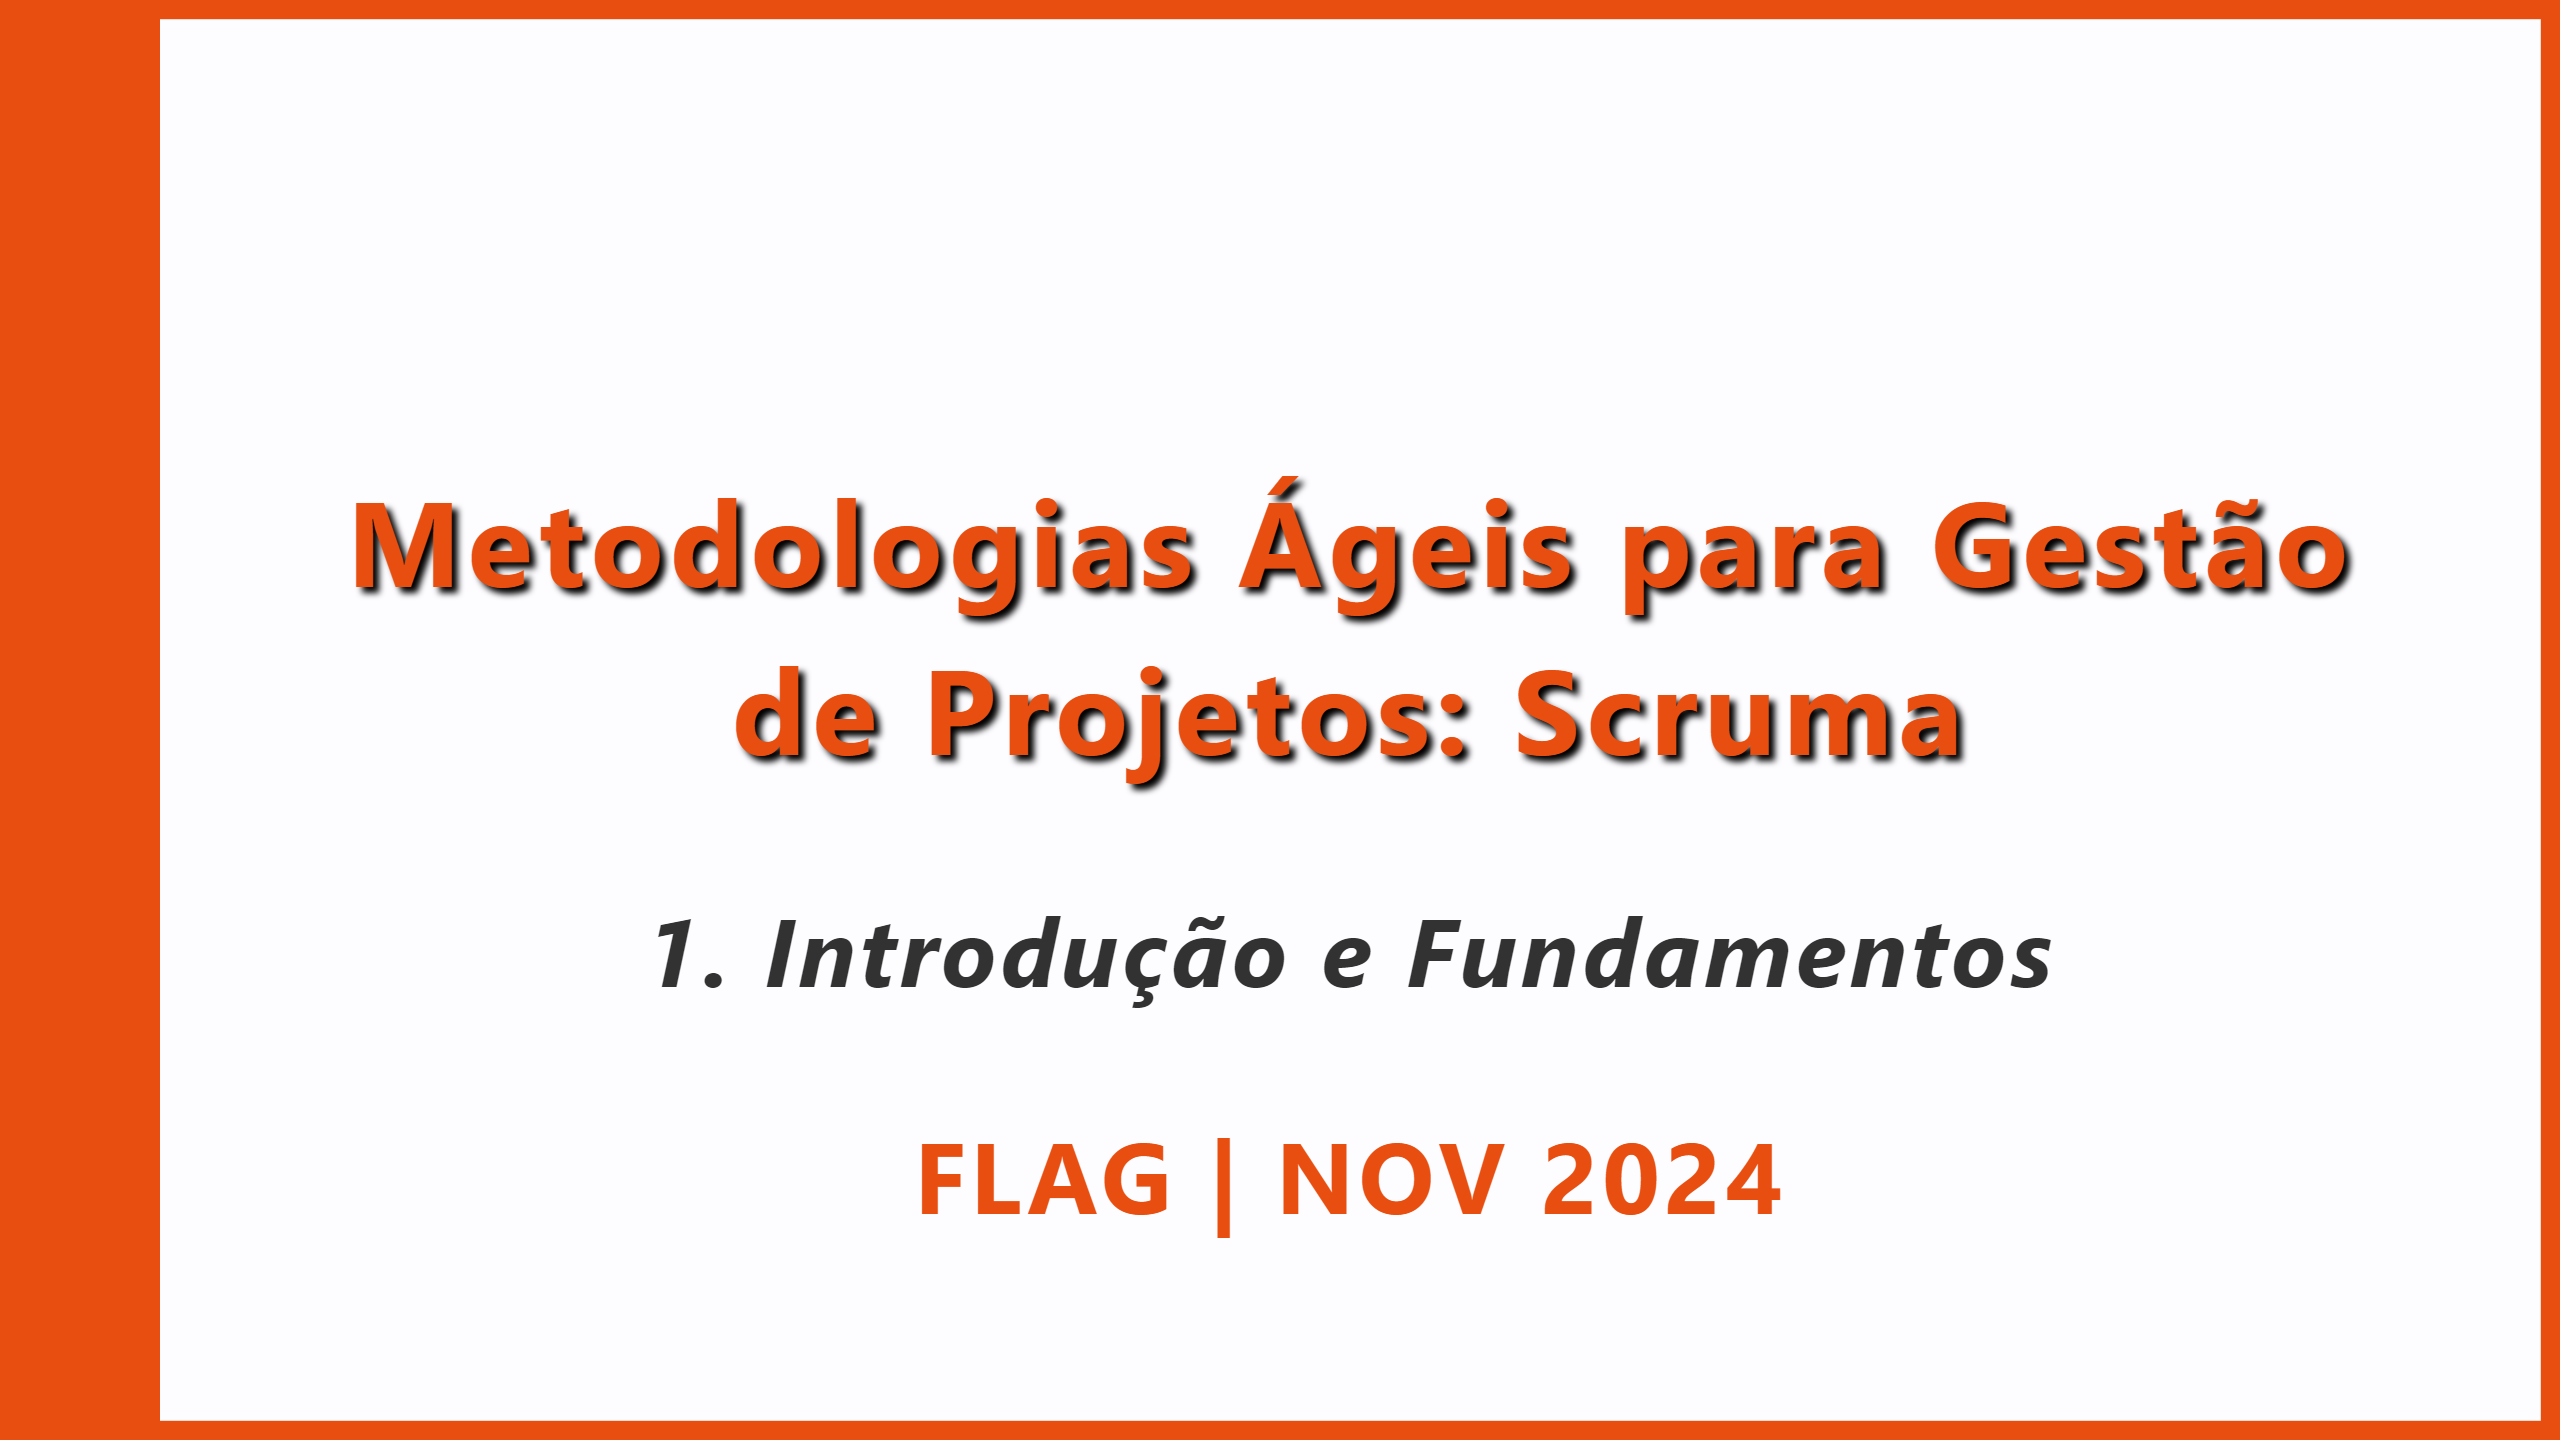 Metodologias Ágeis para Gestão
de Projetos: Scruma
1. Introdução e Fundamentos
FLAG | NOV 2024